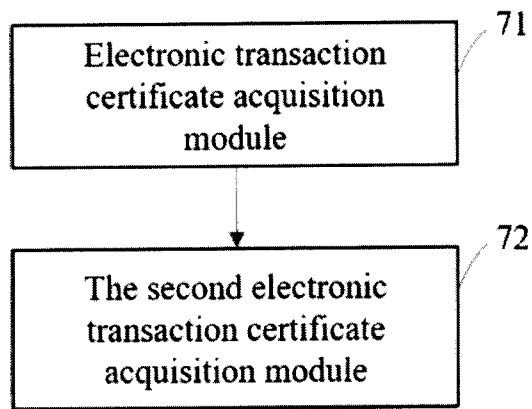 71
Electronic transaction
certificate acquisition
module
72
The second electronic
transaction certificate
acquisition module